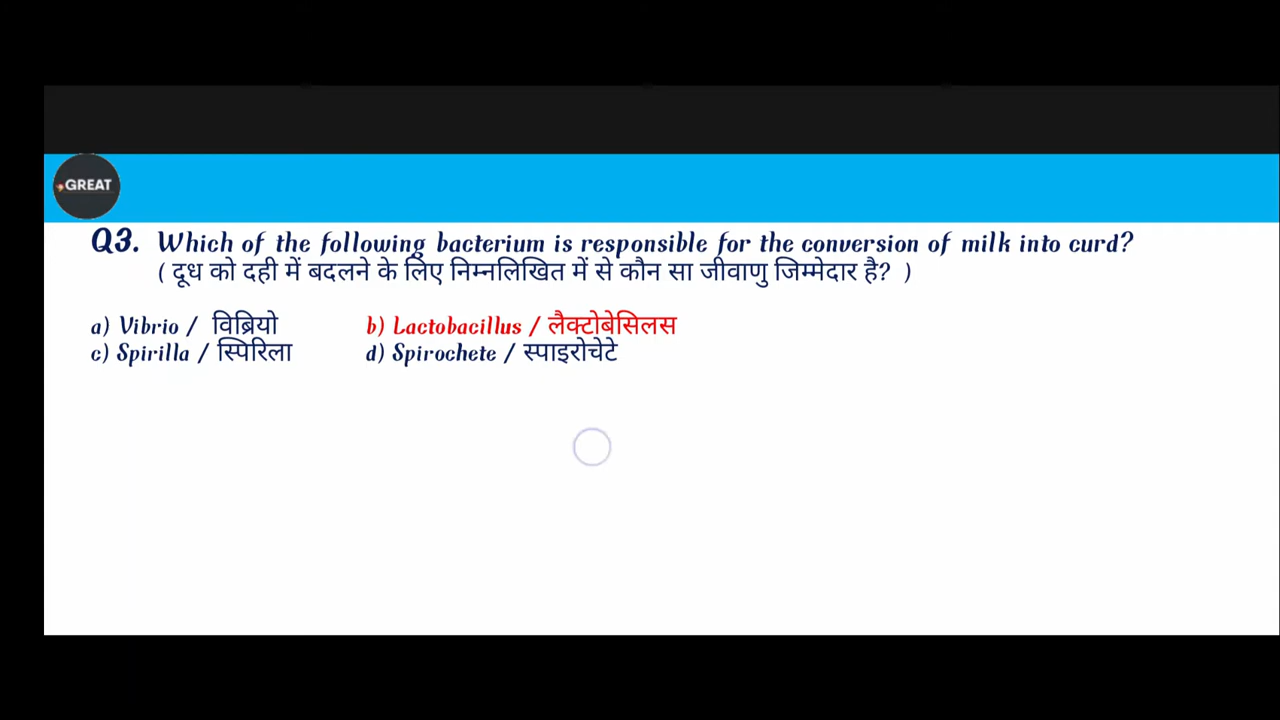 GREAT
Q3. Which of the following bacterium is responsible for the conversion of milk into curd?
( दूध को दही में बदलने के लिए निम्नलिखित में से कौन सा जीवाणु जिम्मेदार है? )
a) Vibrio / विब्रियो b) Lactobacillus / लैक्टोबेसिलस
c) Spirilla / स्पिरिला d) Spirochete / स्पाइरोचेटे